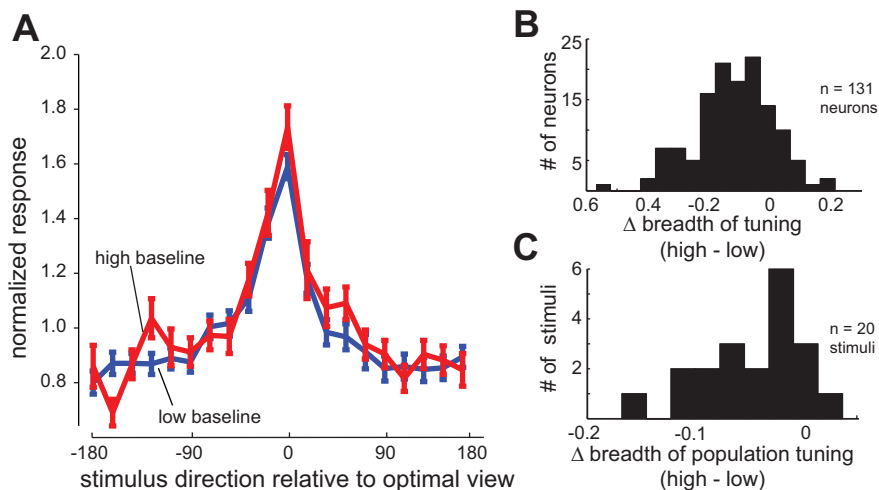 A
2.0
1.8
1.6
1.4
1.2
1.0
0.8
normalized response
high baseline
low baseline
-180
-90
0
90
180
stimulus direction relative to optimal view
B
25
15
5
# of neurons
n = 131
neurons
0.6
0.4
-0.2
0
0.2
Δ breadth of tuning
(high - low)
C
6
4
2
0
# of stimuli
n = 20
stimuli
-0.2
-0.1
0
Δ breadth of population tuning
(high - low)